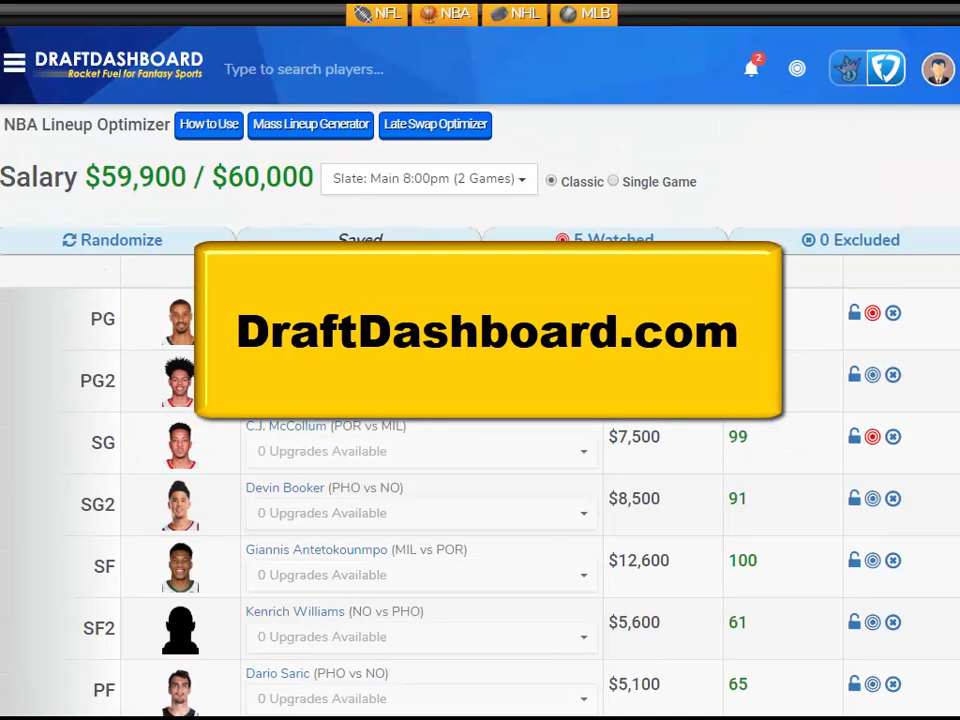 NFL NBA NHL MLB
DRAFTDASHBOARD
Rocket Fuel for Fantasy Sports
Type to search players...
2
NBA Lineup Optimizer How to Use Mass Lineup Generator Late Swap Optimizer
Salary $59,900 / $60,000 Slate: Main 8:00pm (2 Games) Classic Single Game
Randomize Saved 5 Watched 0 Excluded
DraftDashboard.com
PG
PG2
C.J. McCollum (POR vs MIL)
SG 0 Upgrades Available $7,500 99
Devin Booker (PHO vs NO)
SG2 0 Upgrades Available $8,500 91
Giannis Antetokounmpo (MIL vs POR)
SF 0 Upgrades Available $12,600 100
Kenrich Williams (NO vs PHO)
SF2 0 Upgrades Available $5,600 61
Dario Saric (PHO vs NO)
PF 0 Upgrades Available $5,100 65